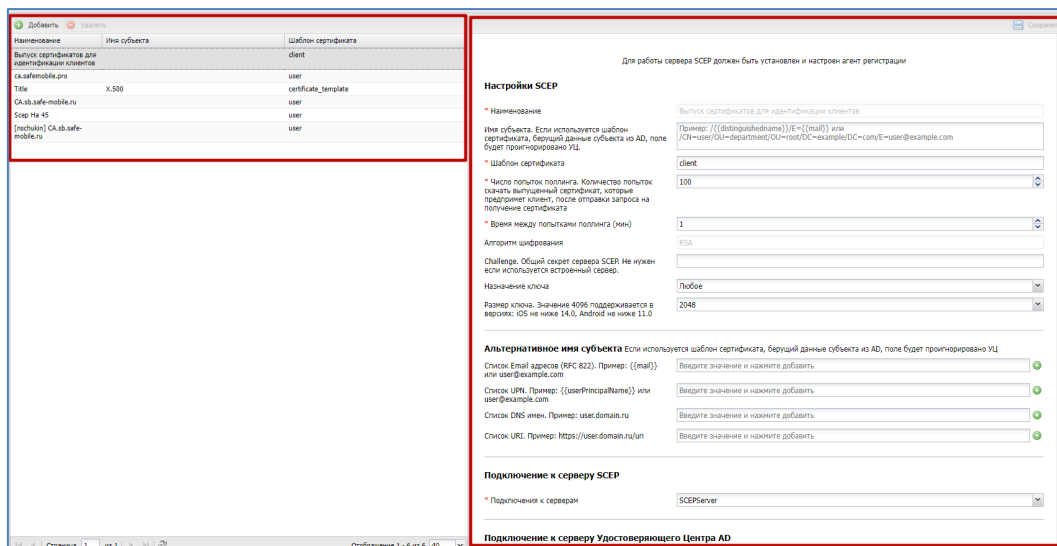 Добавить Удалить
Наименование Имя субъекта Шаблон сертификата
Выпуск сертификатов для идентификации клиентов client
ca.safemobile.pro user
Title X.500 certificate_template
CA.sb.safe-mobile.ru user
Scep На 45 user
[nschukin] CA.sb.safe-mobile.ru user
Страница 1 из 1 Отображение 1 - 6 из 6 40
Сохранить
Для работы сервера SCEP должен быть установлен и настроен агент регистрации
Настройки SCEP
* Наименование Выпуск сертификатов для идентификации клиентов
Имя субъекта. Если используется шаблон
сертификата, берущий данные субъекта из AD, поле
будет проигнорировано УЦ.
Пример: /{{distinguishedname}}/E={{mail}} или
/CN=user/OU=department/OU=root/DC=example/DC=com/E=user@example.com
* Шаблон сертификата client
* Число попыток поллинга. Количество попыток
скачать выпущенный сертификат, которые
предпримет клиент, после отправки запроса на
получение сертификата
100
* Время между попытками поллинга (мин) 1
Алгоритм шифрования RSA
Challenge. Общий секрет сервера SCEP. Не нужен
если используется встроенный сервер.
Назначение ключа Любое
Размер ключа. Значение 4096 поддерживается в
версиях: iOS не ниже 14.0, Android не ниже 11.0
2048
Альтернативное имя субъекта Если используется шаблон сертификата, берущий данные субъекта из AD, поле будет проигнорировано УЦ
Список Email адресов (RFC 822). Пример: {{mail}}
или user@example.com
Введите значение и нажмите добавить
Список UPN. Пример: {{userPrincipalName}} или
user@example.com
Введите значение и нажмите добавить
Список DNS имен. Пример: user.domain.ru Введите значение и нажмите добавить
Список URI. Пример: https://user.domain.ru/uri Введите значение и нажмите добавить
Подключение к серверу SCEP
* Подключения к серверам SCEPServer
Подключение к серверу Удостоверяющего Центра AD